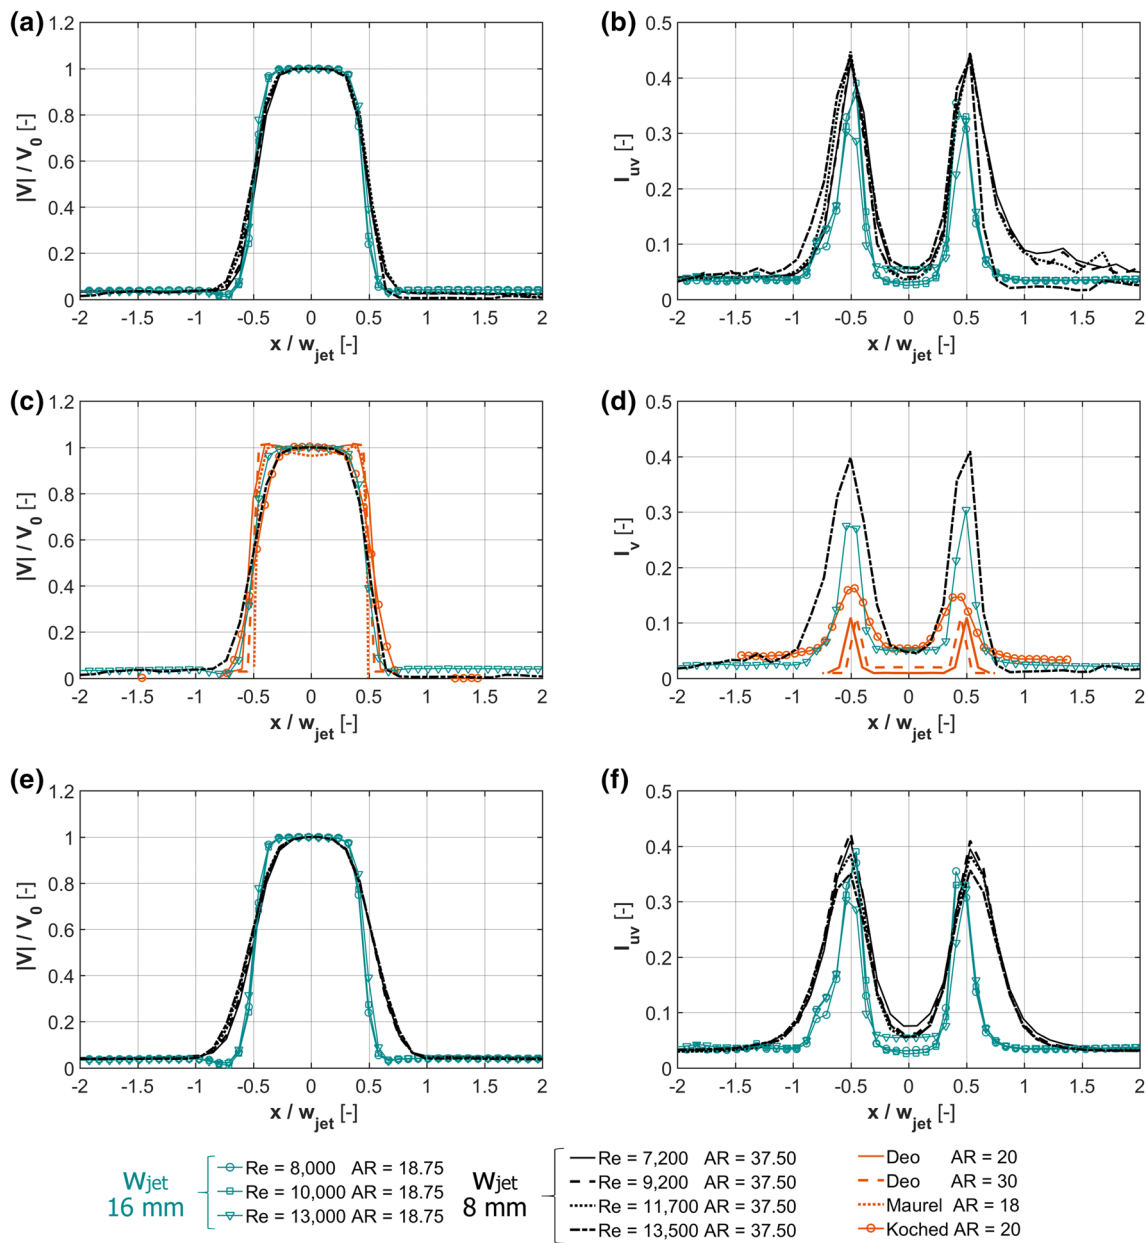 (a)
1.2
1
0.8
0.6
0.4
0.2
0
|V| / V0 [-]
-2 -1.5 -1 -0.5 0 0.5 1 1.5 2
x / wjet [-]
(b)
0.5
0.4
0.3
0.2
0.1
0
Iuv [-]
-2 -1.5 -1 -0.5 0 0.5 1 1.5 2
x / wjet [-]
(c)
1.2
1
0.8
0.6
0.4
0.2
0
|V| / V0 [-]
-2 -1.5 -1 -0.5 0 0.5 1 1.5 2
x / wjet [-]
(d)
0.5
0.4
0.3
0.2
0.1
0
Iv [-]
-2 -1.5 -1 -0.5 0 0.5 1 1.5 2
x / wjet [-]
(e)
1.2
1
0.8
0.6
0.4
0.2
0
|V| / V0 [-]
-2 -1.5 -1 -0.5 0 0.5 1 1.5 2
x / wjet [-]
(f)
0.5
0.4
0.3
0.2
0.1
0
Iuv [-]
-2 -1.5 -1 -0.5 0 0.5 1 1.5 2
x / wjet [-]
Wjet
16 mm
Re = 8,000 AR = 18.75
Re = 10,000 AR = 18.75
Re = 13,000 AR = 18.75
Wjet
8 mm
Re = 7,200 AR = 37.50
Re = 9,200 AR = 37.50
Re = 11,700 AR = 37.50
Re = 13,500 AR = 37.50
Deo AR = 20
Deo AR = 30
Maurel AR = 18
Koched AR = 20